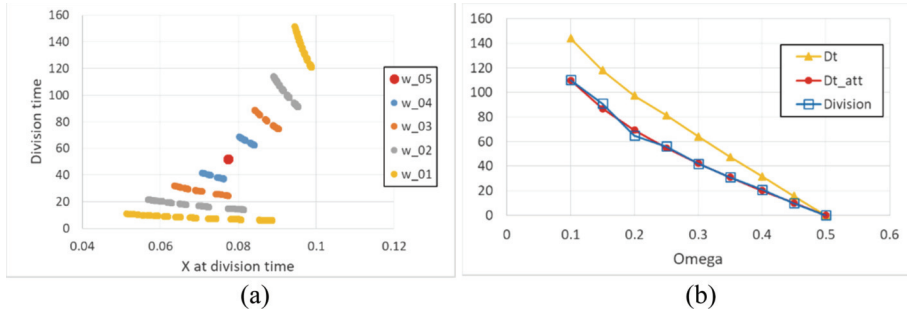 160
140
120
100
80
60
40
20
0
Division time
0.04 0.06 0.08 0.1 0.12
X at division time
w_05
w_04
w_03
w_02
w_01
(a)
160
140
120
100
80
60
40
20
0
0 0.1 0.2 0.3 0.4 0.5 0.6
Omega
Dt
Dt_att
Division
(b)